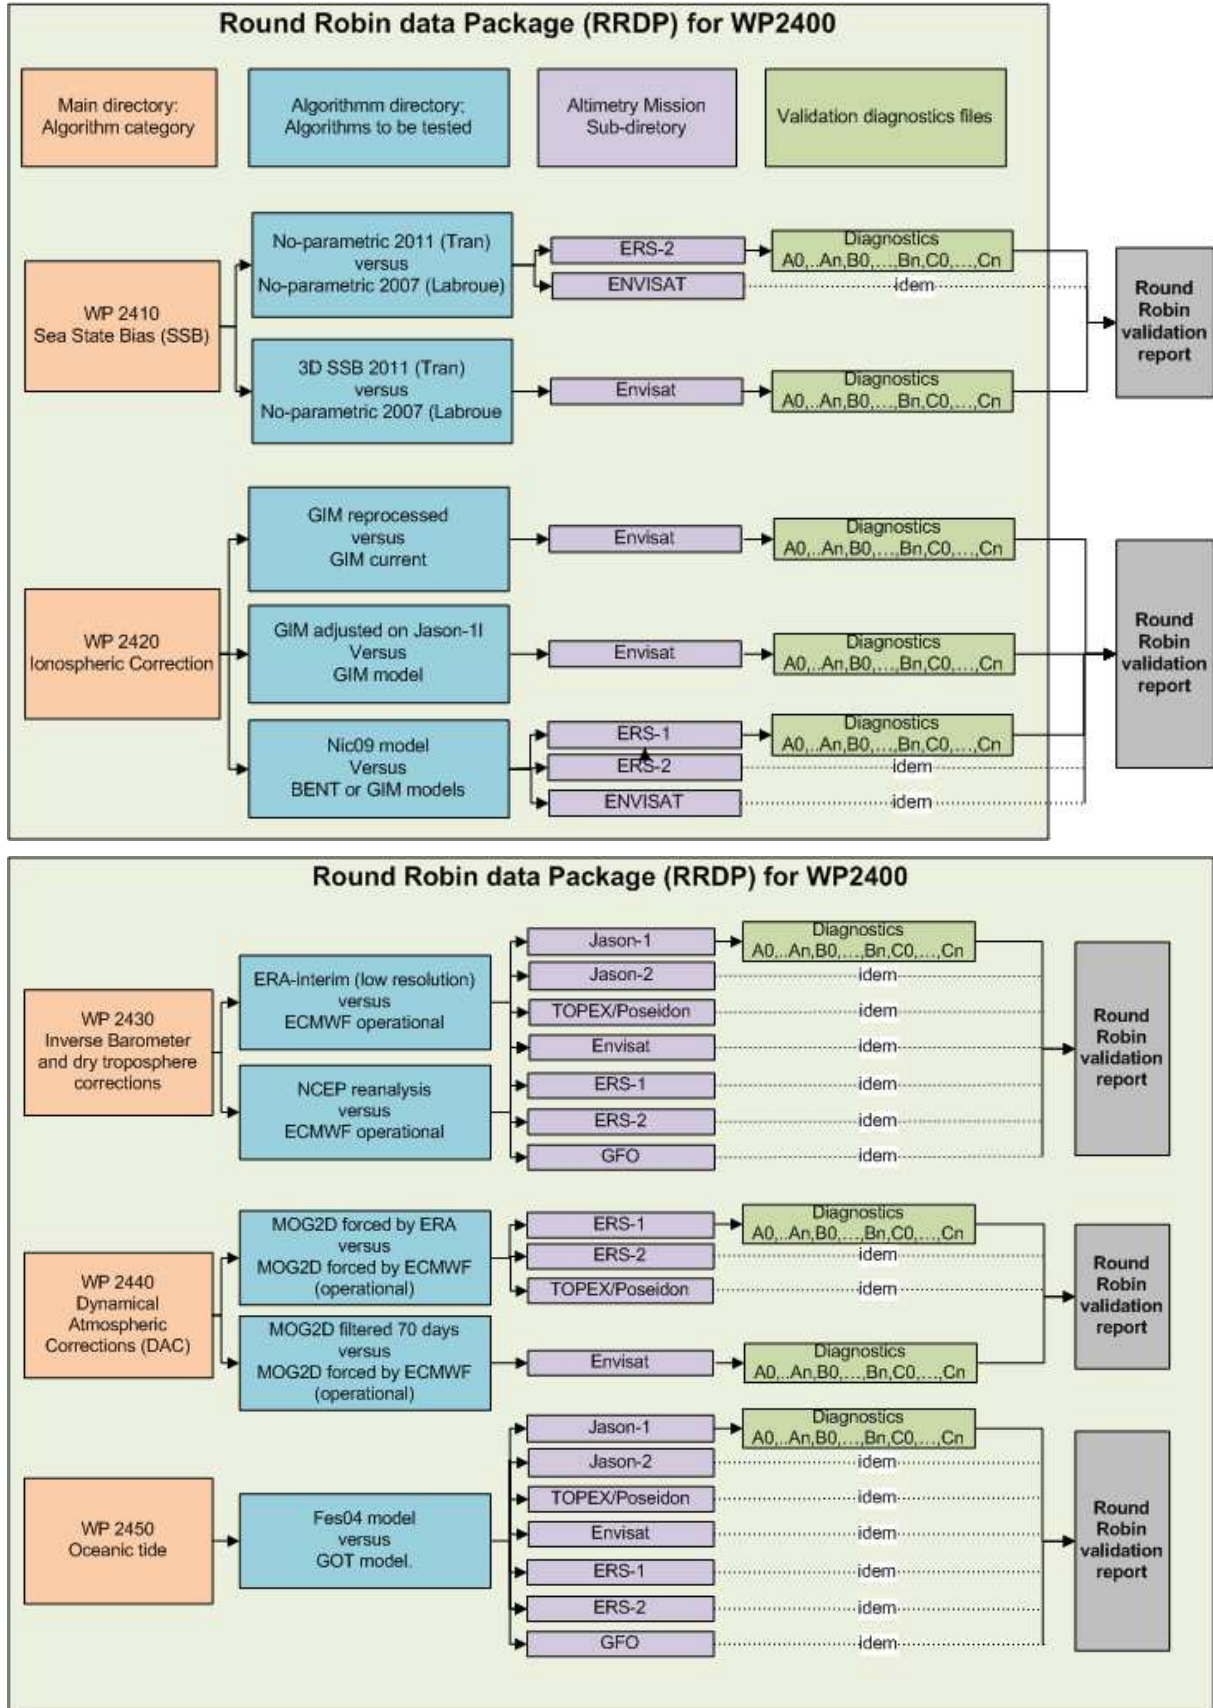 Round Robin data Package (RRDP) for WP2400
Main directory:
Algorithm category
Algorithmm directory:
Algorithms to be tested
Altimetry Mission
Sub-diretory
Validation diagnostics files
WP 2410
Sea State Bias (SSB)
No-parametric 2011 (Tran)
versus
No-parametric 2007 (Labroue)
ERS-2
Diagnostics
A0,..An,B0,...,Bn,C0,...,Cn
ENVISAT
idem
3D SSB 2011 (Tran)
versus
No-parametric 2007 (Labroue
Envisat
Diagnostics
A0,..An,B0,...,Bn,C0,...,Cn
Round
Robin
validation
report
WP 2420
Ionospheric Correction
GIM reprocessed
versus
GIM current
Envisat
Diagnostics
A0,..An,B0,...,Bn,C0,...,Cn
GIM adjusted on Jason-1I
Versus
GIM model
Envisat
Diagnostics
A0,..An,B0,...,Bn,C0,...,Cn
Nic09 model
Versus
BENT or GIM models
ERS-1
Diagnostics
A0,..An,B0,...,Bn,C0,...,Cn
ERS-2
idem
ENVISAT
idem
Round
Robin
validation
report
Round Robin data Package (RRDP) for WP2400
WP 2430
Inverse Barometer
and dry troposphere
corrections
ERA-interim (low resolution)
versus
ECMWF operational
NCEP reanalysis
versus
ECMWF operational
Jason-1
Diagnostics
A0,..An,B0,...,Bn,C0,...,Cn
Jason-2
idem
TOPEX/Poseidon
idem
Envisat
idem
ERS-1
idem
ERS-2
idem
GFO
idem
Round
Robin
validation
report
WP 2440
Dynamical
Atmospheric
Corrections (DAC)
MOG2D forced by ERA
versus
MOG2D forced by ECMWF
(operational)
ERS-1
Diagnostics
A0,..An,B0,...,Bn,C0,...,Cn
ERS-2
idem
TOPEX/Poseidon
idem
MOG2D filtered 70 days
versus
MOG2D forced by ECMWF
(operational)
Envisat
Diagnostics
A0,..An,B0,...,Bn,C0,...,Cn
Round
Robin
validation
report
WP 2450
Oceanic tide
Fes04 model
versus
GOT model.
Jason-1
Diagnostics
A0,..An,B0,...,Bn,C0,...,Cn
Jason-2
idem
TOPEX/Poseidon
idem
Envisat
idem
ERS-1
idem
ERS-2
idem
GFO
idem
Round
Robin
validation
report